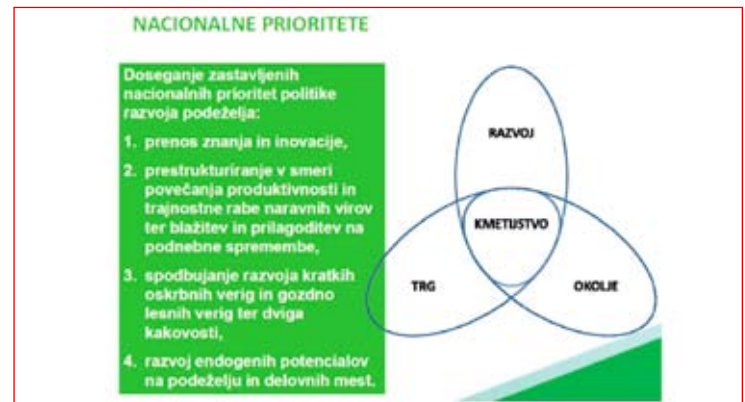 NACIONALNE PRIORITETE
Doseganje zastavljenih
nacionalnih prioritet politike
razvoja podeželja:
1. prenos znanja in inovacije,
2. prestrukturiranje v smeri
povečanja produktivnosti in
trajnostne rabe naravnih virov
ter blažitev in prilagoditev na
podnebne spremembe,
3. spodbujanje razvoja kratkih
oskrbnih verig in gozdno
lesnih verig ter dviga
kakovosti,
4. razvoj endogenih potencialov
na podeželju in delovnih mest.
RAZVOJ
KMETIJSTVO
TRG
OKOLJE